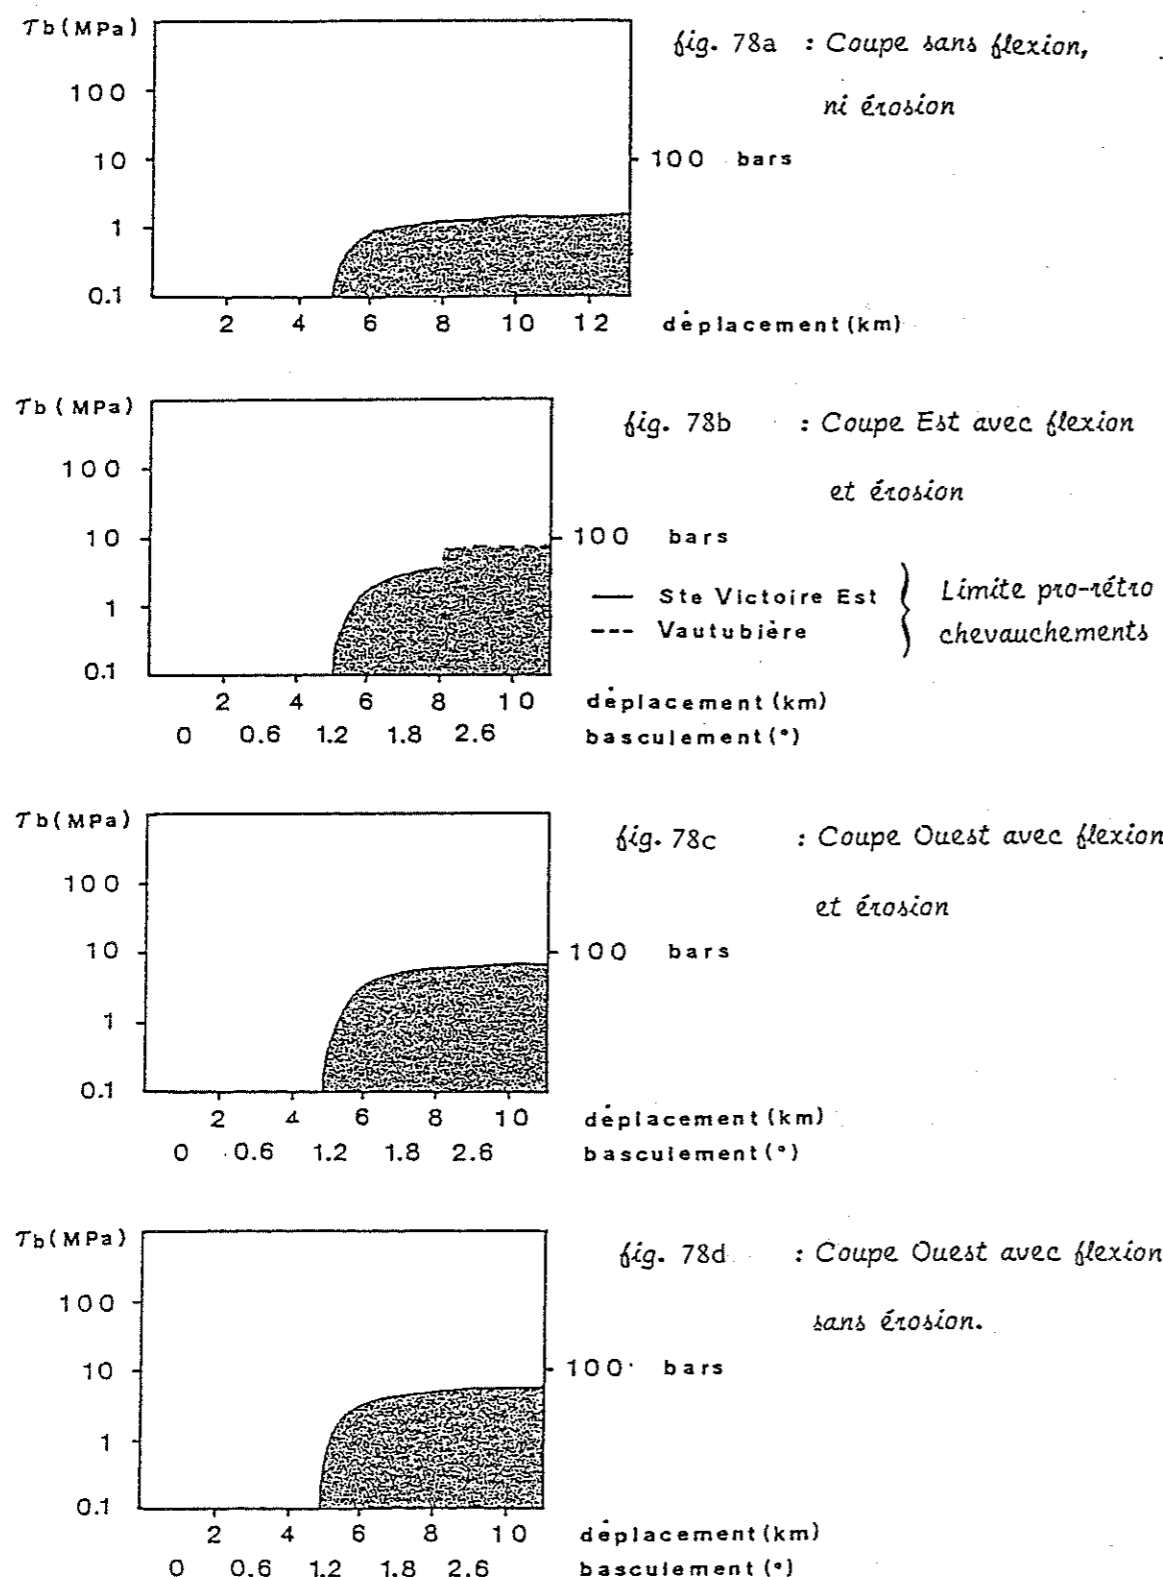 τb (MPa)
fig. 78a : Coupe sans flexion,
ni érosion
100
10
100 bars
1
0.1
2 4 6 8 10 12 déplacement (km)
τb (MPa)
fig. 78b : Coupe Est avec flexion
et érosion
100
10
100 bars
Ste Victoire Est
Vautubière
Limite pro-rétro
chevauchements
1
0.1
2 4 6 8 10 déplacement (km)
0 0.6 1.2 1.8 2.6 basculement (°)
τb (MPa)
fig. 78c : Coupe Ouest avec flexion
et érosion
100
10
100 bars
1
0.1
2 4 6 8 10 déplacement (km)
0 0.6 1.2 1.8 2.6 basculement (°)
τb (MPa)
fig. 78d : Coupe Ouest avec flexion
sans érosion.
100
10
100 bars
1
0.1
2 4 6 8 10 déplacement (km)
0 0.6 1.2 1.8 2.6 basculement (°)